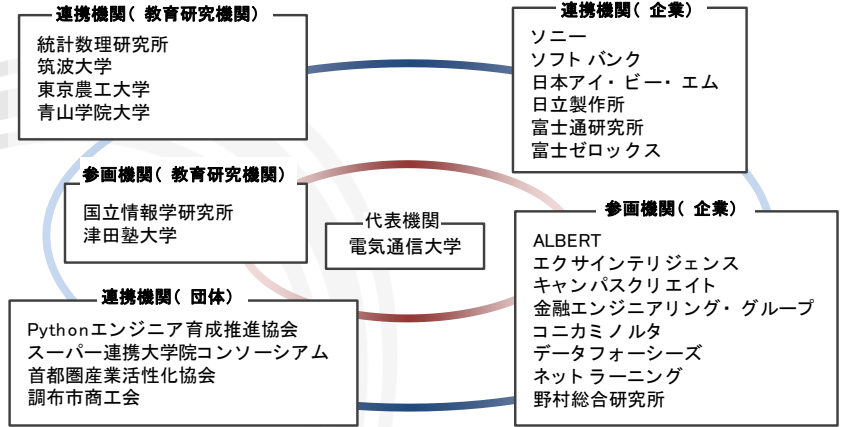 連携機関(教育研究機関)
統計数理研究所
筑波大学
東京農工大学
青山学院大学
連携機関(企業)
ソニー
ソフトバンク
日本アイ・ビー・エム
日立製作所
富士通研究所
富士ゼロックス
参画機関(教育研究機関)
国立情報学研究所
津田塾大学
代表機関
電気通信大学
参画機関(企業)
ALBERT
エクサインテリジェンス
キャンパスクリエイト
金融エンジニアリング・グループ
コニカミノルタ
データフォーシーズ
ネットラーニング
野村総合研究所
連携機関(団体)
Pythonエンジニア育成推進協会
スーパー連携大学院コンソーシアム
首都圏産業活性化協会
調布市商工会